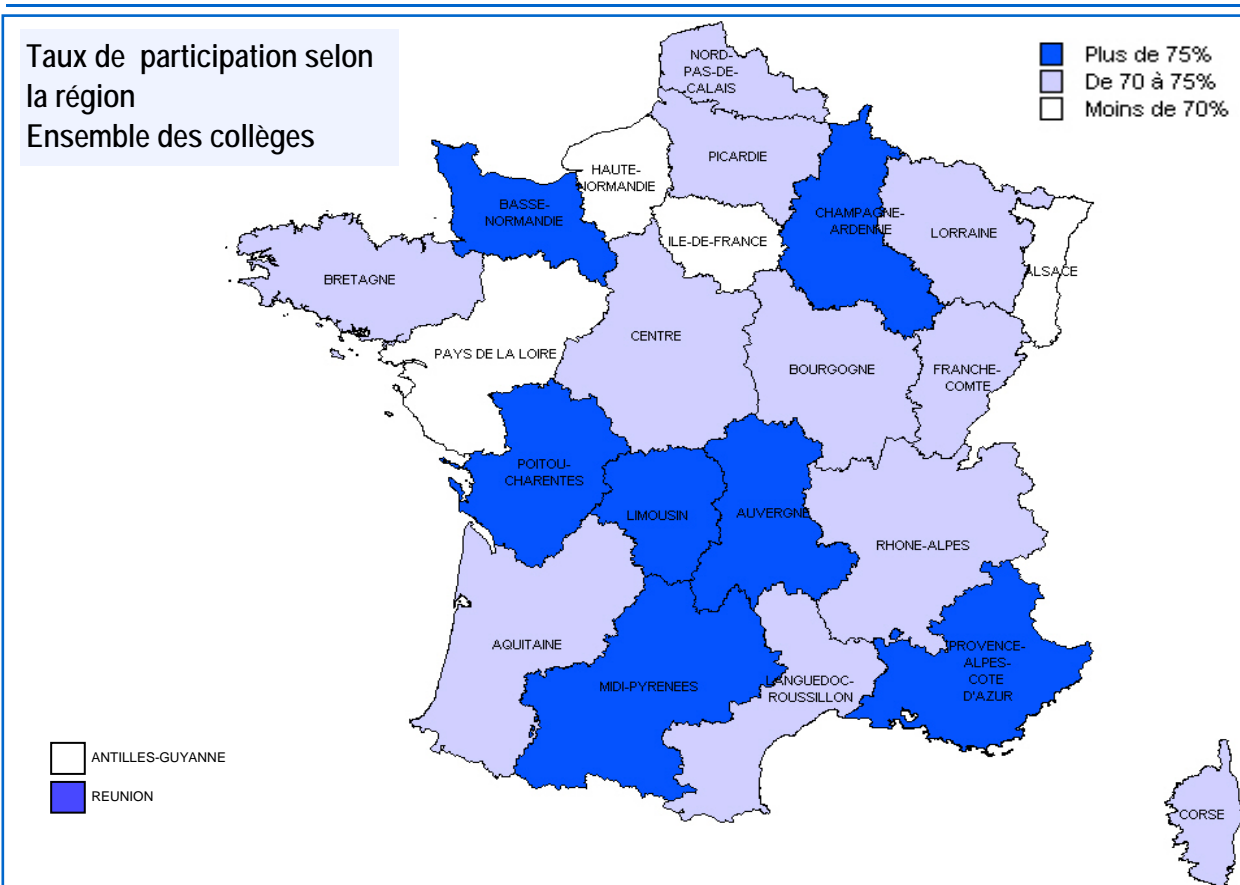 Taux de participation selon
la région
Ensemble des collèges
Plus de 75%
De 70 à 75%
Moins de 70%
NORD-
PAS-DE-
CALAIS
PICARDIE
HAUTE-
NORMANDIE
BASSE-
NORMANDIE
CHAMPAGNE-
ARDENNE
LORRAINE
ILE-DE-FRANCE
ALSACE
BRETAGNE
CENTRE
PAYS DE LA LOIRE
BOURGOGNE
FRANCHE-
COMTE
POITOU-
CHARENTES
LIMOUSIN
AUVERGNE
RHONE-ALPES
AQUITAINE
MIDI-PYRENEES
LANGUEDOC-
ROUSSILLON
PROVENCE-
ALPES-
COTE
D'AZUR
ANTILLES-GUYANNE
REUNION
CORSE